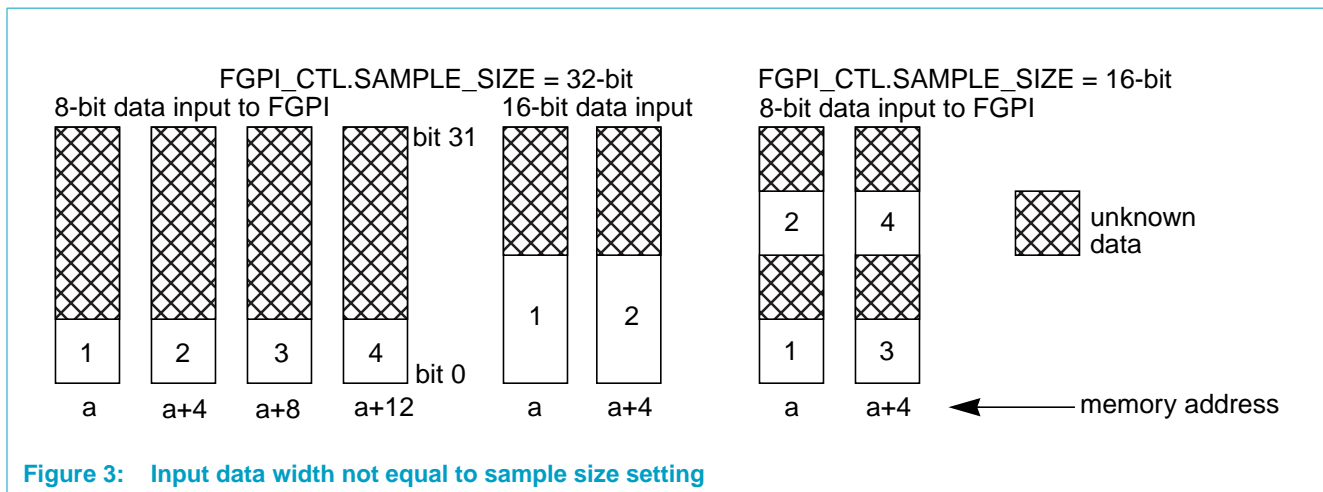 FGPI_CTL.SAMPLE_SIZE = 32-bit
8-bit data input to FGPI
16-bit data input
bit 31
1
2
3
4
bit 0
1
2
a
a+4
a+8
a+12
a
a+4
FGPI_CTL.SAMPLE_SIZE = 16-bit
8-bit data input to FGPI
2
4
1
3
a
a+4
unknown
data
memory address
Figure 3: Input data width not equal to sample size setting